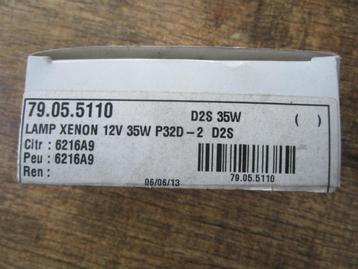 79.05.5110 D2S 35W ( )
LAMP XENON 12V 35W P32D-2 D2S
Citr : 6216A9
Peu : 6216A9
Ren :
06/06/13
79.05.5110